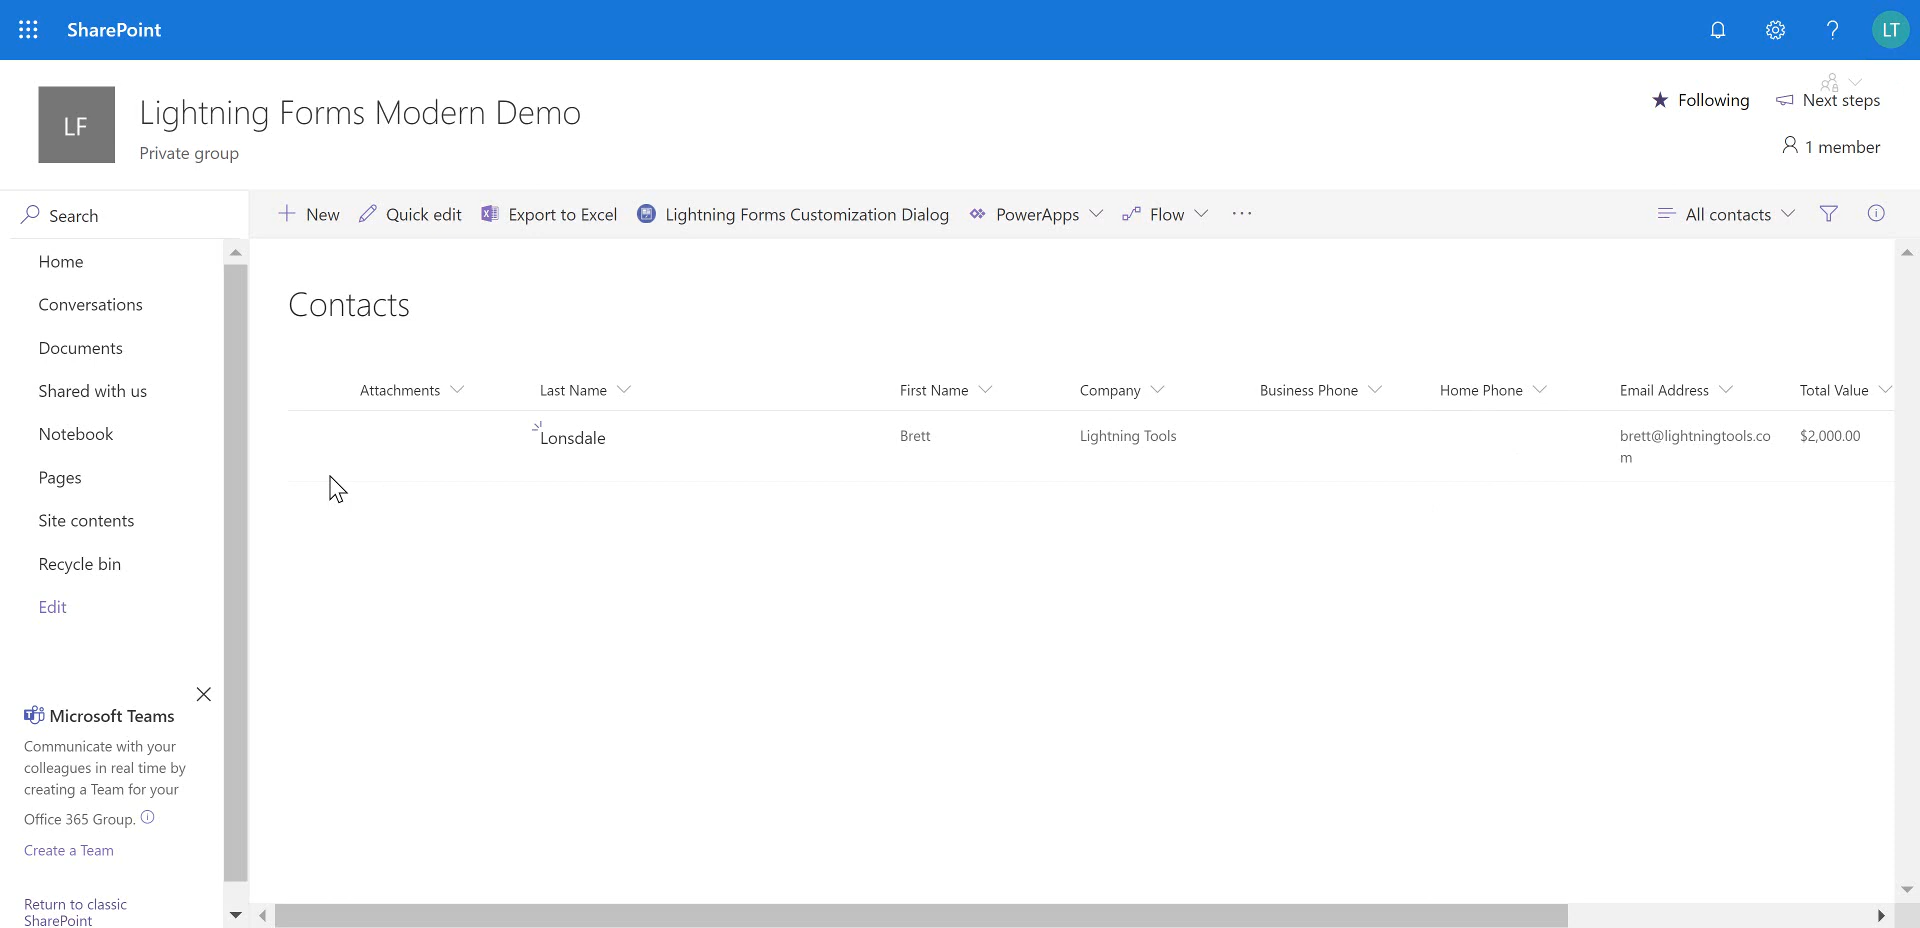 SharePoint
LT
LF
Lightning Forms Modern Demo
Private group
Following
Next steps
1 member
Search
New
Quick edit
Export to Excel
Lightning Forms Customization Dialog
PowerApps
Flow
All contacts
Home
Conversations
Documents
Shared with us
Notebook
Pages
Site contents
Recycle bin
Edit
Microsoft Teams
Communicate with your
colleagues in real time by
creating a Team for your
Office 365 Group.
Create a Team
Return to classic
SharePoint
Contacts
Attachments Last Name First Name Company Business Phone Home Phone Email Address Total Value
Lonsdale Brett Lightning Tools brett@lightningtools.co $2,000.00
m